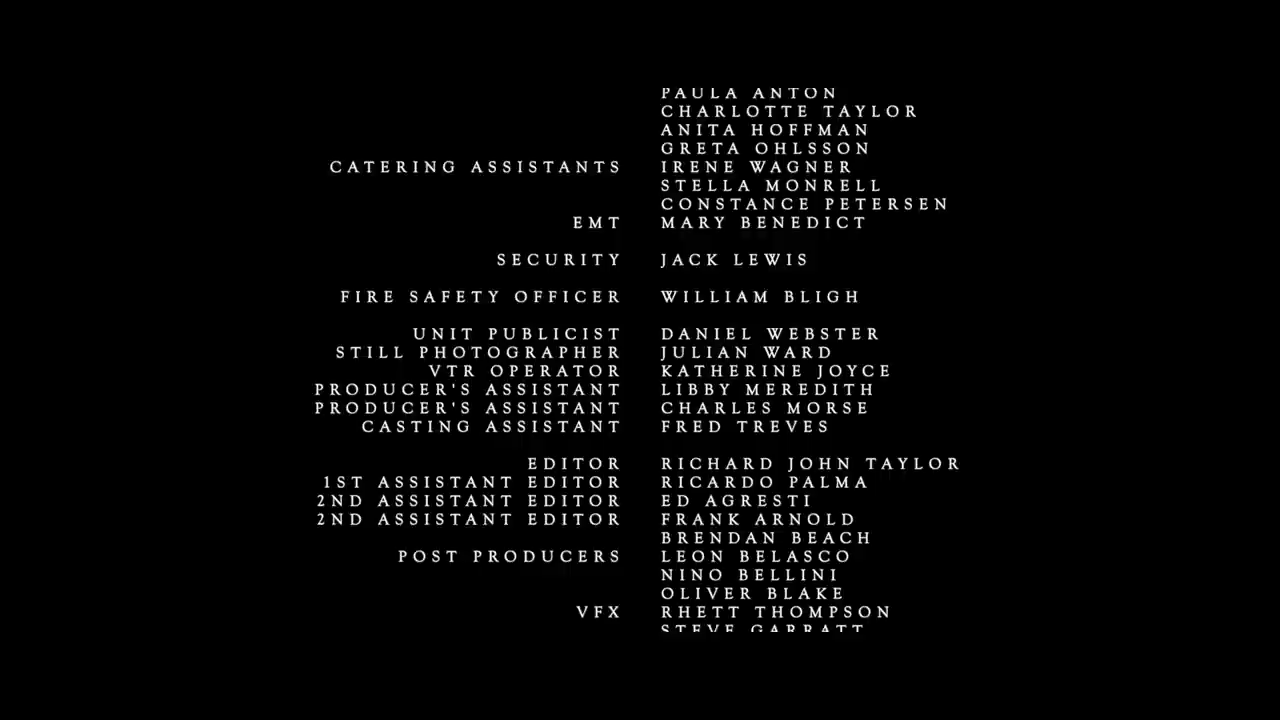 PAULA ANTON
CHARLOTTE TAYLOR
ANITA HOFFMAN
GRETA OHLSSON
CATERING ASSISTANTS IRENE WAGNER
STELLA MONRELL
CONSTANCE PETERSEN
EMT MARY BENEDICT
SECURITY JACK LEWIS
FIRE SAFETY OFFICER WILLIAM BLIGH
UNIT PUBLICIST DANIEL WEBSTER
STILL PHOTOGRAPHER JULIAN WARD
VTR OPERATOR KATHERINE JOYCE
PRODUCER'S ASSISTANT LIBBY MEREDITH
PRODUCER'S ASSISTANT CHARLES MORSE
CASTING ASSISTANT FRED TREVES
EDITOR RICHARD JOHN TAYLOR
1ST ASSISTANT EDITOR RICARDO PALMA
2ND ASSISTANT EDITOR ED AGRESTI
2ND ASSISTANT EDITOR FRANK ARNOLD
BRENDAN BEACH
POST PRODUCERS LEON BELASCO
NINO BELLINI
OLIVER BLAKE
VFX RHETT THOMPSON
STEVE GARRATT